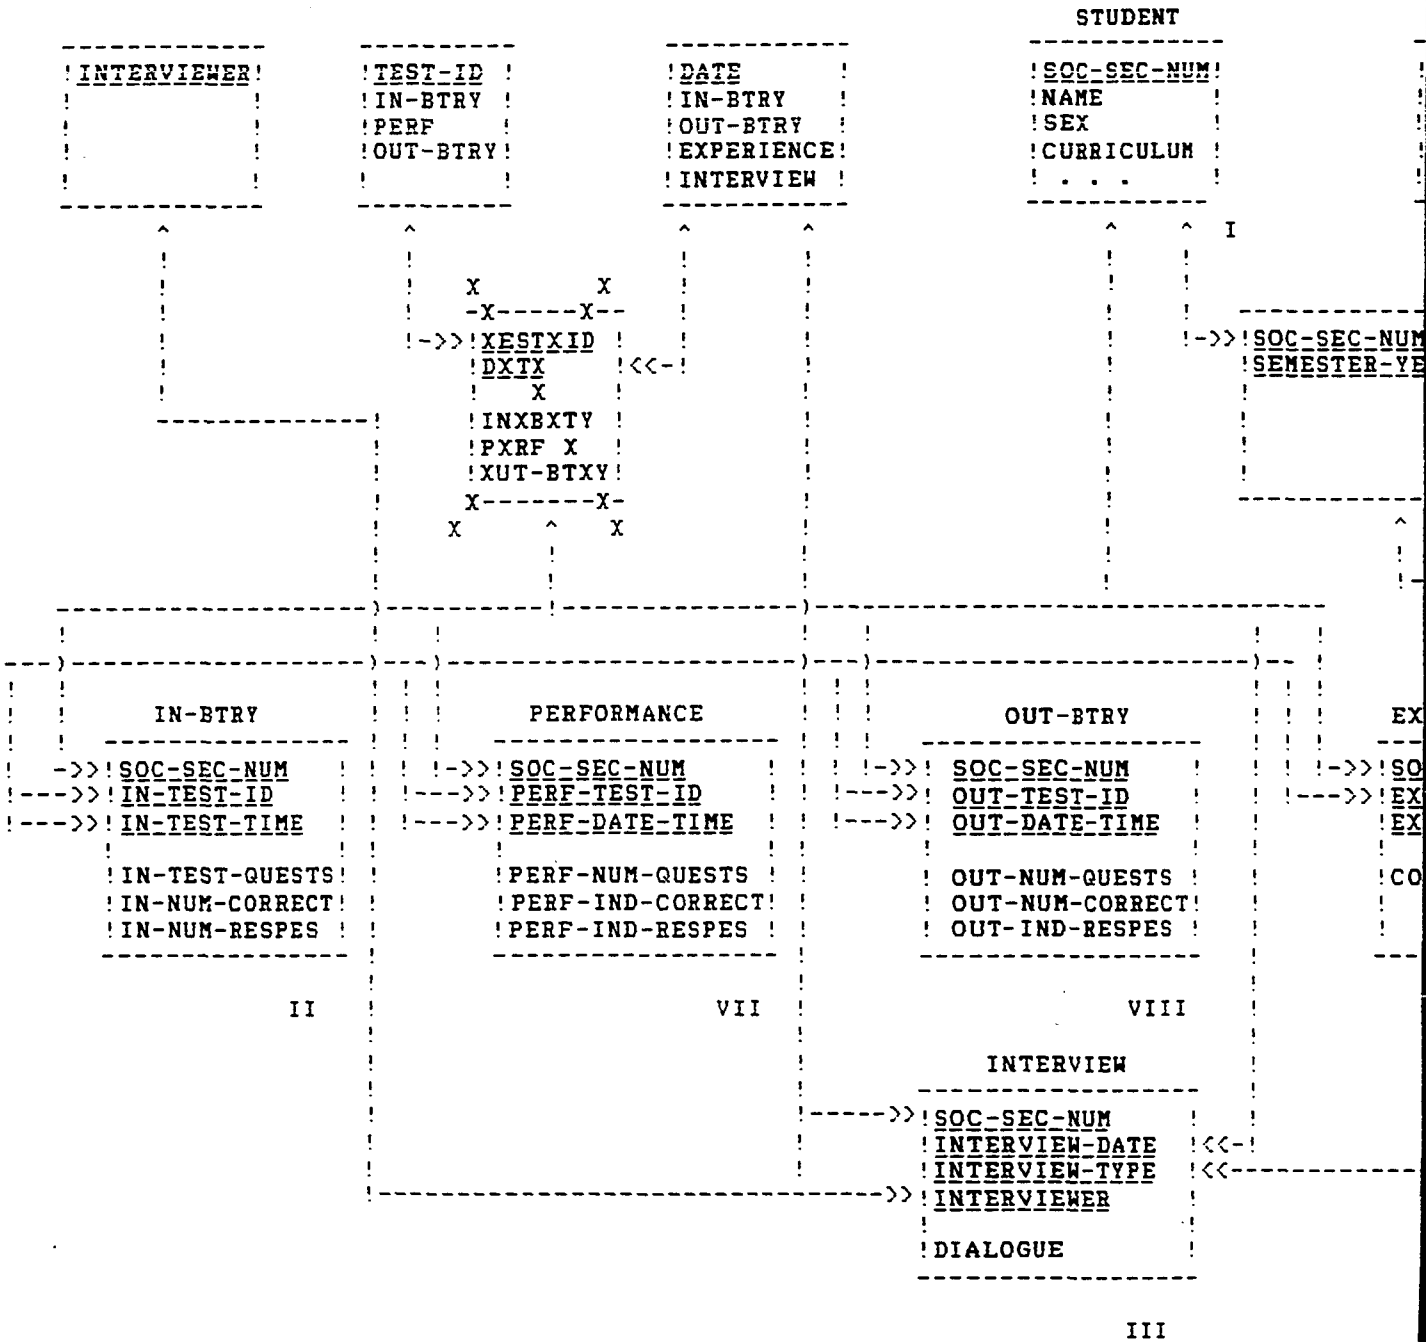 STUDENT
INTERVIEWER
TEST-ID
IN-BTRY
PERF
OUT-BTRY
DATE
IN-BTRY
OUT-BTRY
EXPERIENCE
INTERVIEW
SOC-SEC-NUM
NAME
SEX
CURRICULUM
. . .
I
X X
XESTXID
DXTX
X
INXBXTY
PXRF X
XUT-BTXY
X X
X X
SOC-SEC-NUM
SEMESTER-YE
IN-BTRY
SOC-SEC-NUM
IN-TEST-ID
IN-TEST-TIME
IN-TEST-QUESTS
IN-NUM-CORRECT
IN-NUM-RESPES
II
PERFORMANCE
SOC-SEC-NUM
PERF-TEST-ID
PERF-DATE-TIME
PERF-NUM-QUESTS
PERF-IND-CORRECT
PERF-IND-RESPES
VII
OUT-BTRY
SOC-SEC-NUM
OUT-TEST-ID
OUT-DATE-TIME
OUT-NUM-QUESTS
OUT-NUM-CORRECT
OUT-IND-RESPES
VIII
EX
SO
EX
EX
CO
INTERVIEW
SOC-SEC-NUM
INTERVIEW-DATE
INTERVIEW-TYPE
INTERVIEWER
DIALOGUE
III